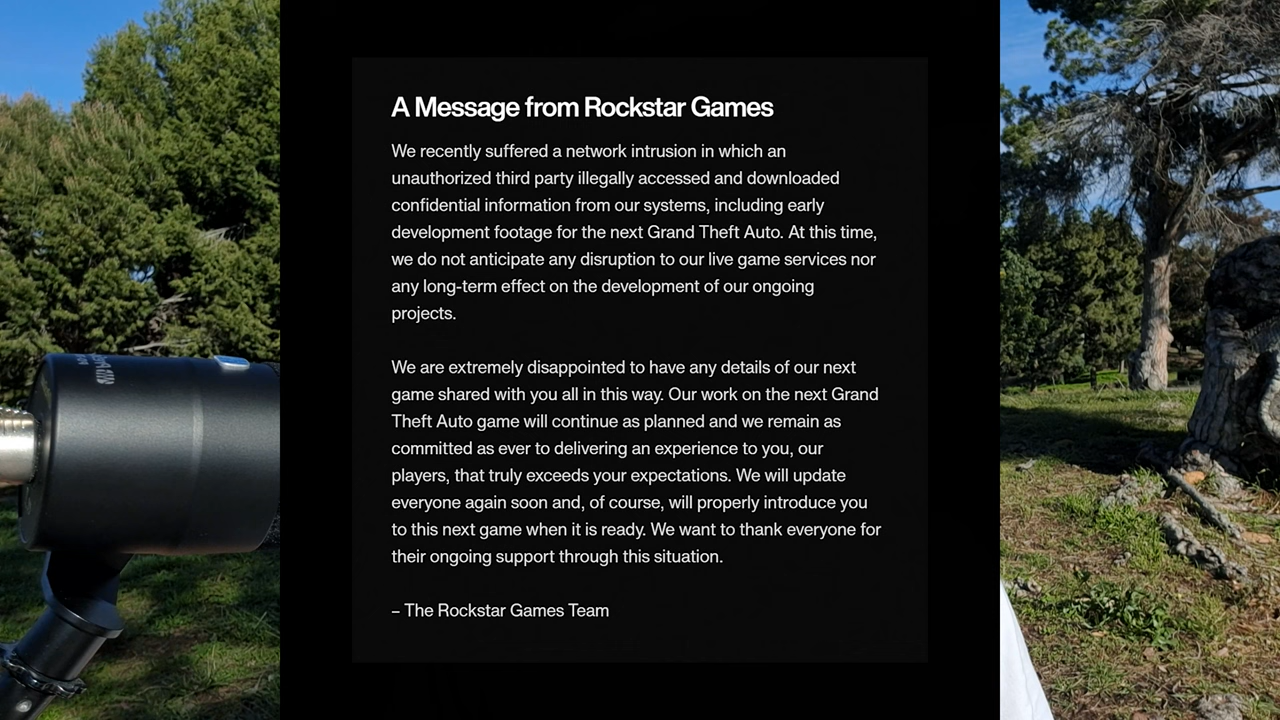 A Message from Rockstar Games
We recently suffered a network intrusion in which an
unauthorized third party illegally accessed and downloaded
confidential information from our systems, including early
development footage for the next Grand Theft Auto. At this time,
we do not anticipate any disruption to our live game services nor
any long-term effect on the development of our ongoing
projects.
We are extremely disappointed to have any details of our next
game shared with you all in this way. Our work on the next Grand
Theft Auto game will continue as planned and we remain as
committed as ever to delivering an experience to you, our
players, that truly exceeds your expectations. We will update
everyone again soon and, of course, will properly introduce you
to this next game when it is ready. We want to thank everyone for
their ongoing support through this situation.
– The Rockstar Games Team